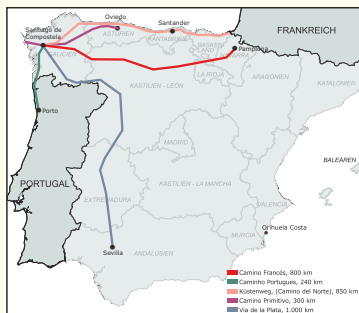 Oviedo
Santander
FRANKREICH
Santiago de
Compostela
ASTURIEN
KANTABRIEN
BASKEN
LAND
Pamplona
GALICIEN
LA RIOJA
ARAGONIEN
KATALONIEN
KASTILIEN - LEÓN
Porto
MADRID
BALEAREN
PORTUGAL
KASTILIEN - LA MANCHA
EXTREMADURA
VALENCIA
Orihuela Costa
MURCIA
Sevilla
ANDALUSIEN
Camino Francés, 800 km
Caminho Portugues, 240 km
Küstenweg, (Camino del Norte), 850 km
Camino Primitivo, 300 km
Via de la Plata, 1.000 km